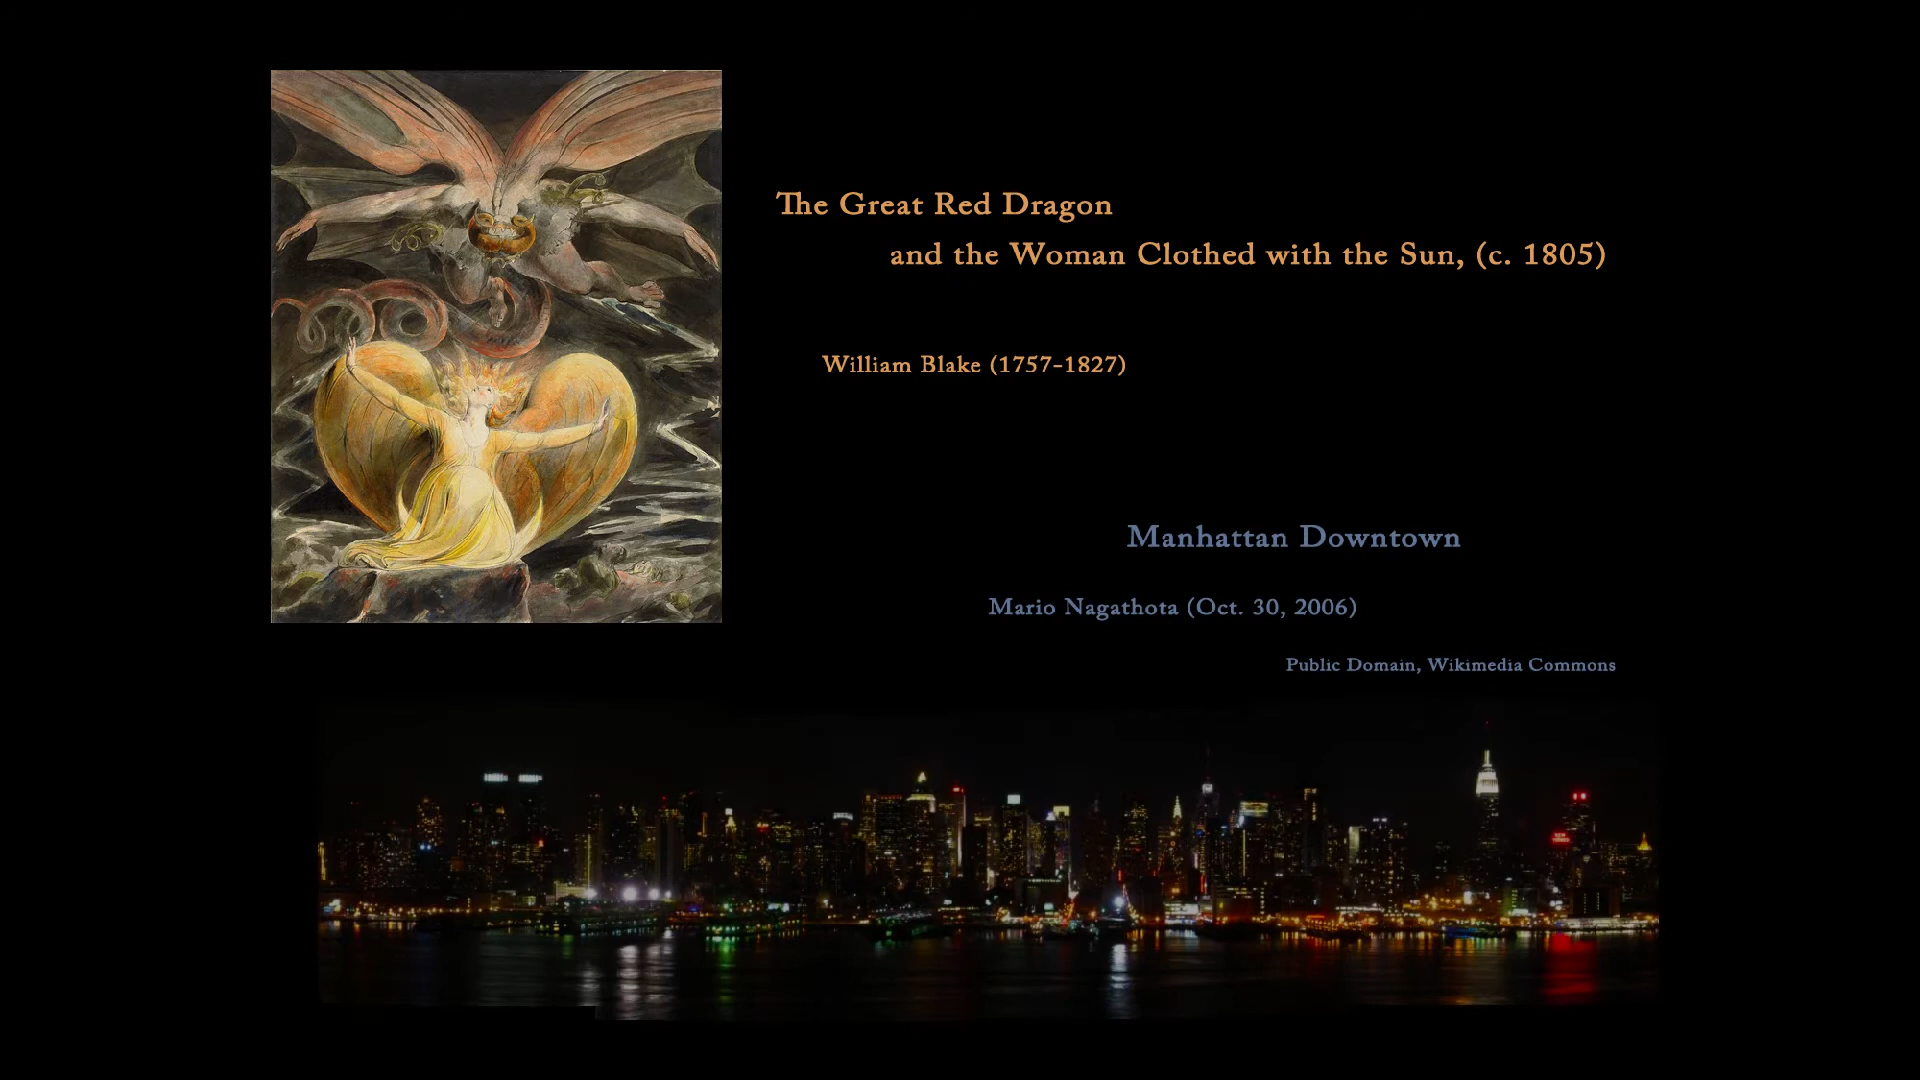 The Great Red Dragon
and the Woman Clothed with the Sun, (c. 1805)
William Blake (1757-1827)
Manhattan Downtown
Mario Nagathota (Oct. 30, 2006)
Public Domain, Wikimedia Commons